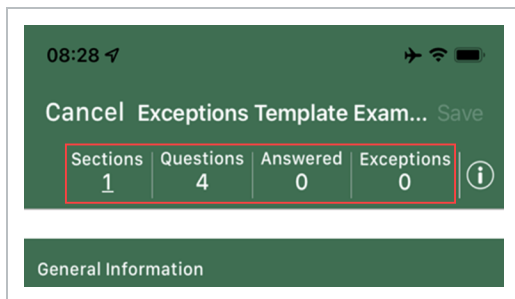 08:28
Cancel Exceptions Template Exam... Save
Sections Questions Answered Exceptions
1 4 0 0
General Information